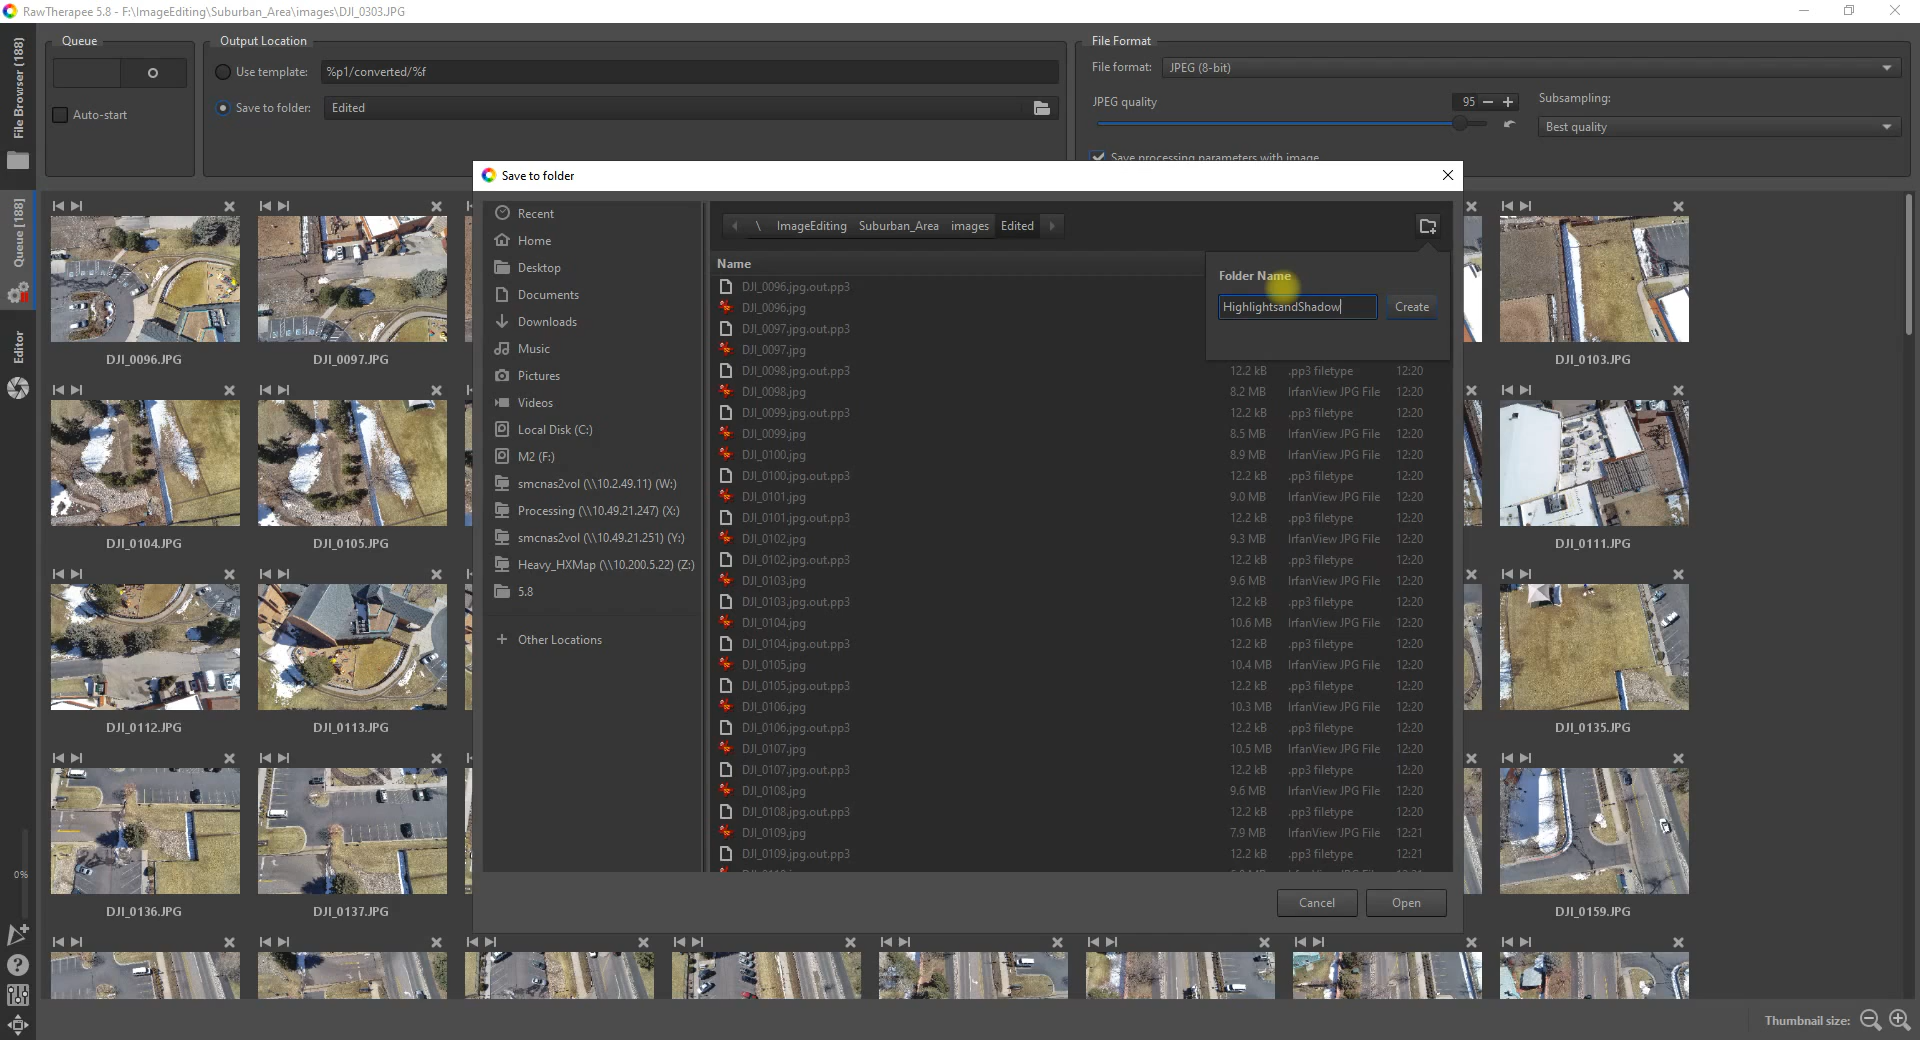 RawTherapee 5.8 - F:\ImageEditing\Suburban_Area\images\DJI_0303.JPG
File Browser (188)
Queue [188]
Editor
0%
Queue
Auto-start
Output Location
Use template: %p1/converted/%f
Save to folder: Edited
File Format
File format: JPEG (8-bit)
JPEG quality 95
Subsampling:
Best quality
Save processing parameters with image
Save to folder
Recent
Home
Desktop
Documents
Downloads
Music
Pictures
Videos
Local Disk (C:)
M2 (F:)
smcnas2vol (\\10.2.49.11) (W:)
Processing (\\10.49.21.247) (X:)
smcnas2vol (\\10.49.21.251) (Y:)
Heavy_HXMap (\\10.200.5.22) (Z:)
5.8
Other Locations
\ ImageEditing Suburban_Area images Edited
Name
Folder Name
HighlightsandShadow Create
DJI_0096.jpg.out.pp3
DJI_0096.jpg
DJI_0097.jpg.out.pp3
DJI_0097.jpg
DJI_0098.jpg.out.pp3 12.2 kB .pp3 filetype 12:20
DJI_0098.jpg 8.2 MB IrfanView JPG File 12:20
DJI_0099.jpg.out.pp3 12.2 kB .pp3 filetype 12:20
DJI_0099.jpg 8.5 MB IrfanView JPG File 12:20
DJI_0100.jpg 8.9 MB IrfanView JPG File 12:20
DJI_0100.jpg.out.pp3 12.2 kB .pp3 filetype 12:20
DJI_0101.jpg 9.0 MB IrfanView JPG File 12:20
DJI_0101.jpg.out.pp3 12.2 kB .pp3 filetype 12:20
DJI_0102.jpg 9.3 MB IrfanView JPG File 12:20
DJI_0102.jpg.out.pp3 12.2 kB .pp3 filetype 12:20
DJI_0103.jpg 9.6 MB IrfanView JPG File 12:20
DJI_0103.jpg.out.pp3 12.2 kB .pp3 filetype 12:20
DJI_0104.jpg 10.6 MB IrfanView JPG File 12:20
DJI_0104.jpg.out.pp3 12.2 kB .pp3 filetype 12:20
DJI_0105.jpg 10.4 MB IrfanView JPG File 12:20
DJI_0105.jpg.out.pp3 12.2 kB .pp3 filetype 12:20
DJI_0106.jpg 10.3 MB IrfanView JPG File 12:20
DJI_0106.jpg.out.pp3 12.2 kB .pp3 filetype 12:20
DJI_0107.jpg 10.5 MB IrfanView JPG File 12:20
DJI_0107.jpg.out.pp3 12.2 kB .pp3 filetype 12:20
DJI_0108.jpg 9.6 MB IrfanView JPG File 12:20
DJI_0108.jpg.out.pp3 12.2 kB .pp3 filetype 12:20
DJI_0109.jpg 7.9 MB IrfanView JPG File 12:21
DJI_0109.jpg.out.pp3 12.2 kB .pp3 filetype 12:21
Cancel Open
DJI_0096.JPG DJI_0097.JPG DJI_0103.JPG
DJI_0104.JPG DJI_0105.JPG DJI_0111.JPG
DJI_0112.JPG DJI_0113.JPG DJI_0135.JPG
DJI_0136.JPG DJI_0137.JPG DJI_0159.JPG
Thumbnail size: